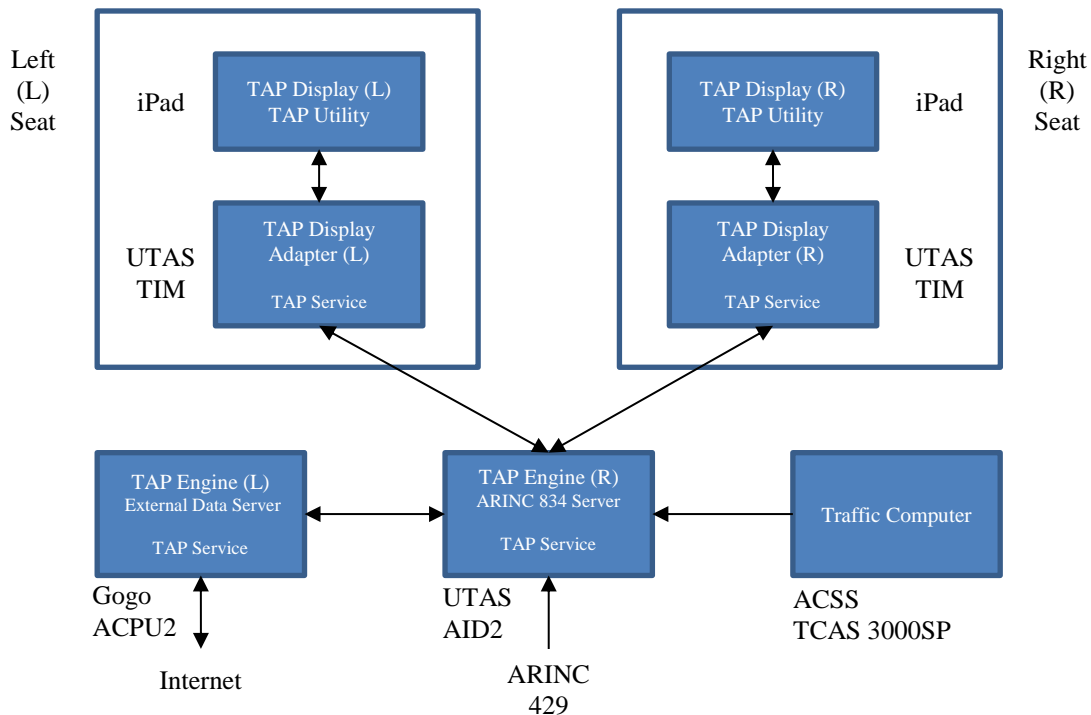 Left
(L)
Seat
iPad
TAP Display (L)
TAP Utility
TAP Display (R)
TAP Utility
iPad
Right
(R)
Seat
UTAS
TIM
TAP Display
Adapter (L)
TAP Service
TAP Display
Adapter (R)
TAP Service
UTAS
TIM
TAP Engine (L)
External Data Server
TAP Service
TAP Engine (R)
ARINC 834 Server
TAP Service
Traffic Computer
Gogo
ACPU2
UTAS
AID2
ACSS
TCAS 3000SP
Internet
ARINC
429